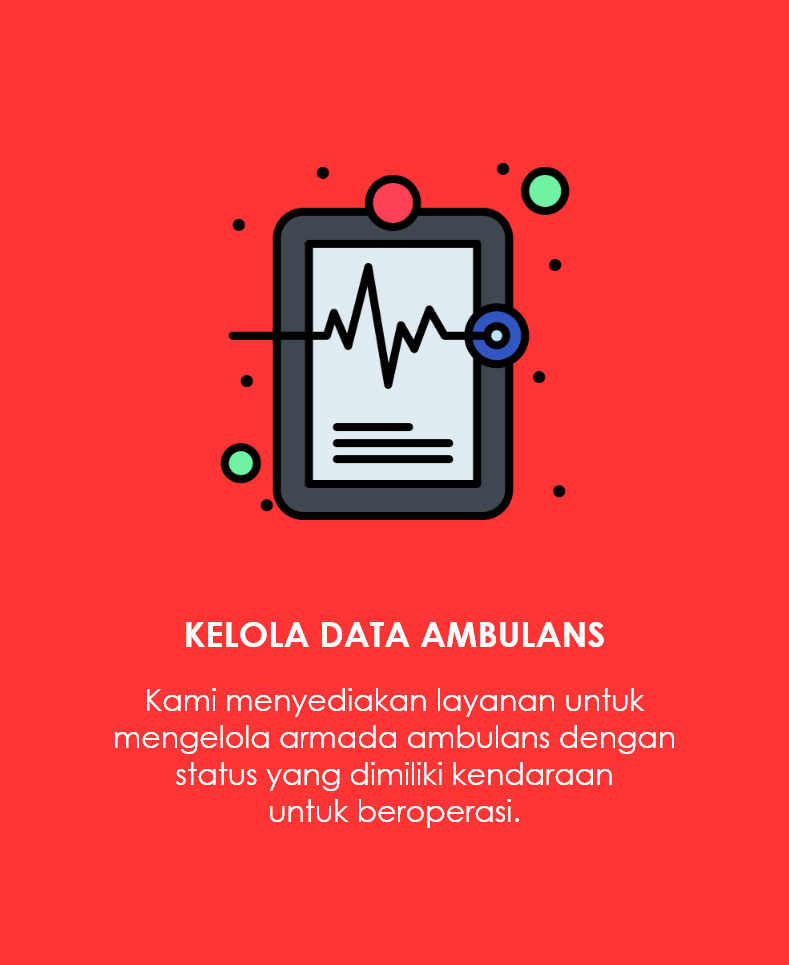 KELOLA DATA AMBULANS
Kami menyediakan layanan untuk
mengelola armada ambulans dengan
status yang dimiliki kendaraan
untuk beroperasi.